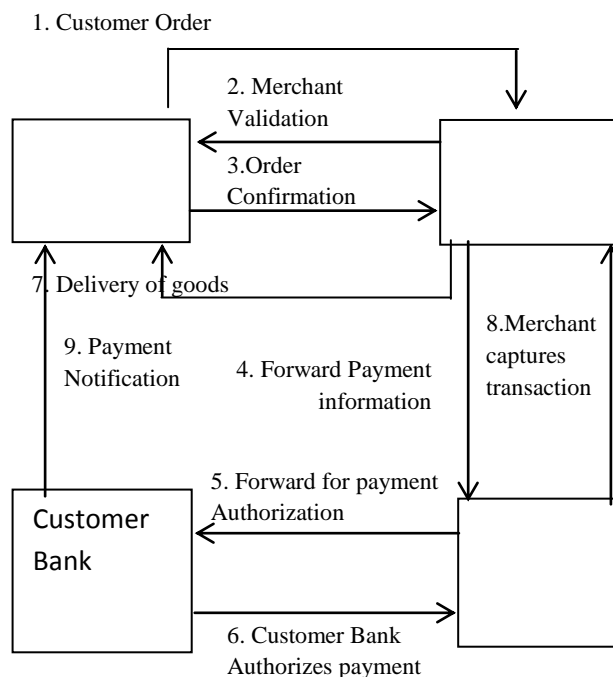 1. Customer Order
2. Merchant
Validation
3.Order
Confirmation
7. Delivery of goods
9. Payment
Notification
4. Forward Payment
information
8.Merchant
captures
transaction
5. Forward for payment
Authorization
Customer
Bank
6. Customer Bank
Authorizes payment